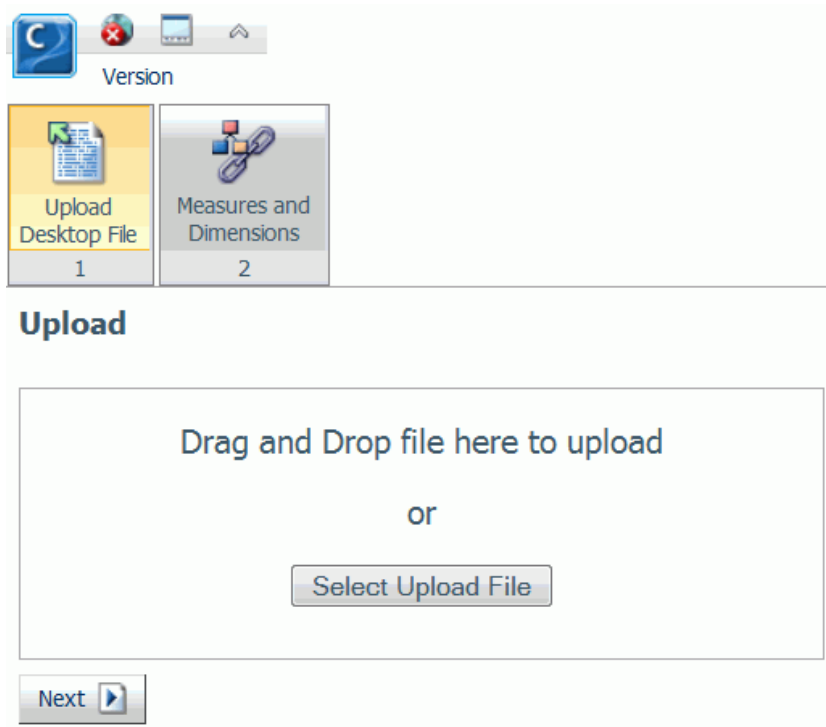 C
Version
Upload
Desktop File
1
Measures and
Dimensions
2
Upload
Drag and Drop file here to upload
or
Select Upload File
Next